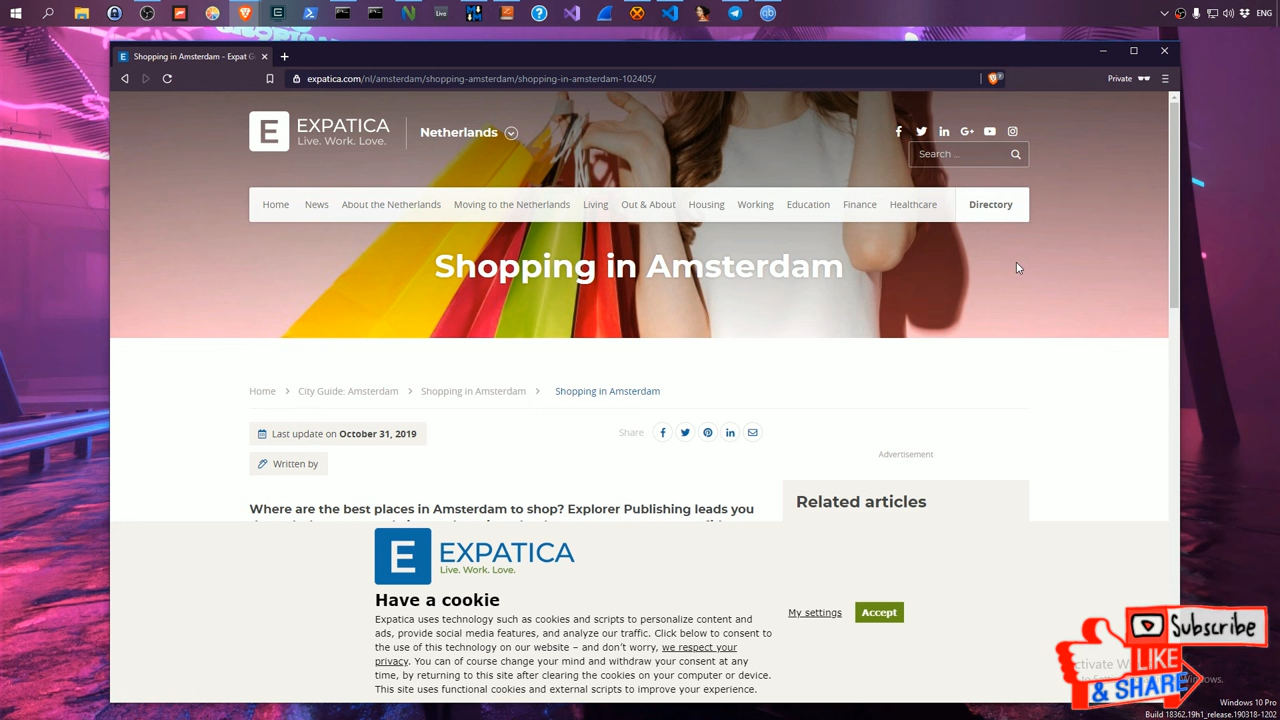 Live
ENG
Shopping in Amsterdam - Expat G
expatica.com/nl/amsterdam/shopping-amsterdam/shopping-in-amsterdam-102405/
2
Private
E EXPATICA
Live. Work. Love.
Netherlands
Search ...
Home News About the Netherlands Moving to the Netherlands Living Out & About Housing Working Education Finance Healthcare Directory
Shopping in Amsterdam
Home > City Guide: Amsterdam > Shopping in Amsterdam > Shopping in Amsterdam
Last update on October 31, 2019
Share
Advertisement
Written by
Where are the best places in Amsterdam to shop? Explorer Publishing leads you
Related articles
E EXPATICA
Live. Work. Love.
Have a cookie
Expatica uses technology such as cookies and scripts to personalize content and
ads, provide social media features, and analyze our traffic. Click below to consent to
the use of this technology on our website – and don't worry, we respect your
privacy. You can of course change your mind and withdraw your consent at any
time, by returning to this site after clearing the cookies on your computer or device.
This site uses functional cookies and external scripts to improve your experience.
My settings
Accept
Subscribe
LIKE
& SHARE
Windows 10 Pro
Build 18362.19h1_release.190318-1202